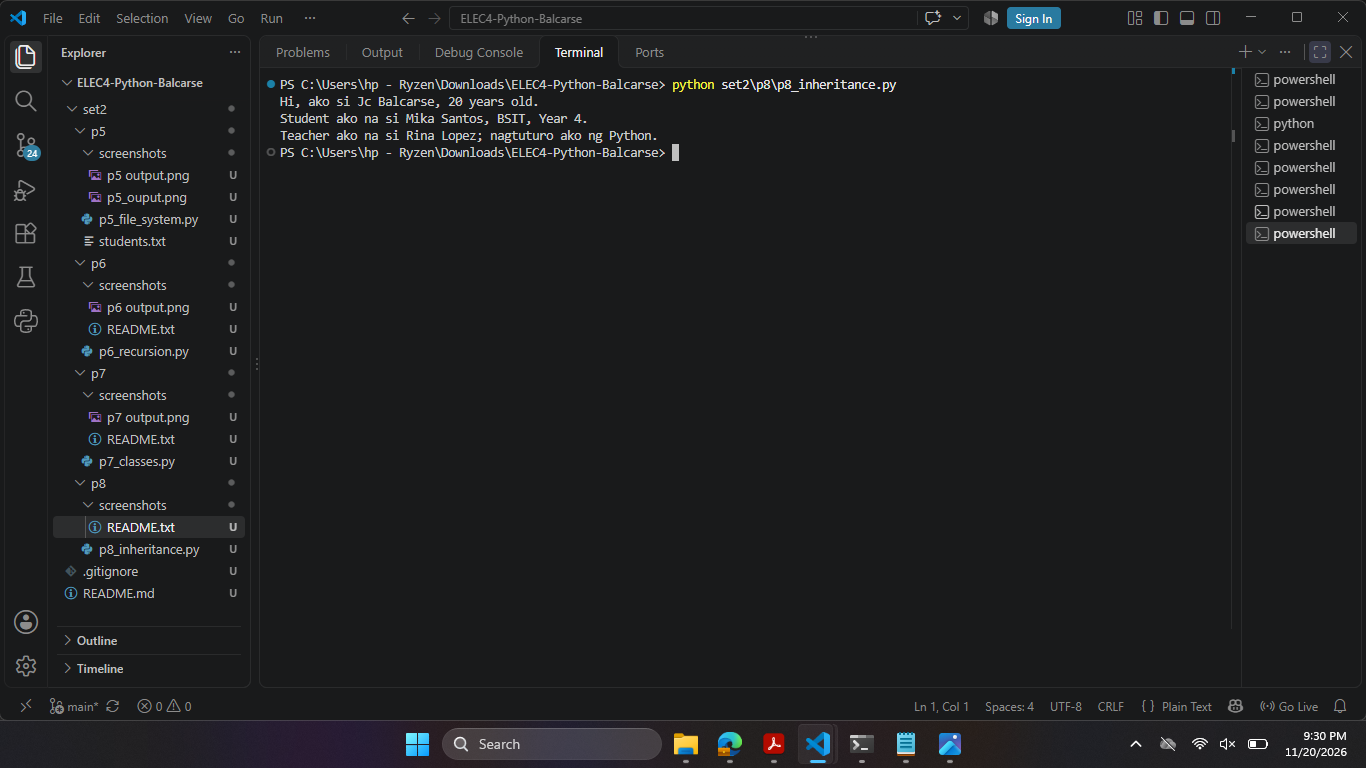 File Edit Selection View Go Run ··· ELEC4-Python-Balcarse Sign In
Explorer ···
ELEC4-Python-Balcarse
set2
p5
screenshots
p5 output.png U
p5_ouput.png U
p5_file_system.py U
students.txt U
p6
screenshots
p6 output.png U
README.txt U
p6_recursion.py U
p7
screenshots
p7 output.png U
README.txt U
p7_classes.py U
p8
screenshots
README.txt U
p8_inheritance.py U
.gitignore U
README.md U
Outline
Timeline
24
Problems Output Debug Console Terminal Ports
PS C:\Users\hp - Ryzen\Downloads\ELEC4-Python-Balcarse> python set2\p8\p8_inheritance.py
Hi, ako si Jc Balcarse, 20 years old.
Student ako na si Mika Santos, BSIT, Year 4.
Teacher ako na si Rina Lopez; nagtuturo ako ng Python.
PS C:\Users\hp - Ryzen\Downloads\ELEC4-Python-Balcarse>
powershell
powershell
python
powershell
powershell
powershell
powershell
powershell
main* 0 0 Ln 1, Col 1 Spaces: 4 UTF-8 CRLF { } Plain Text Go Live
Search
9:30 PM
11/20/2026